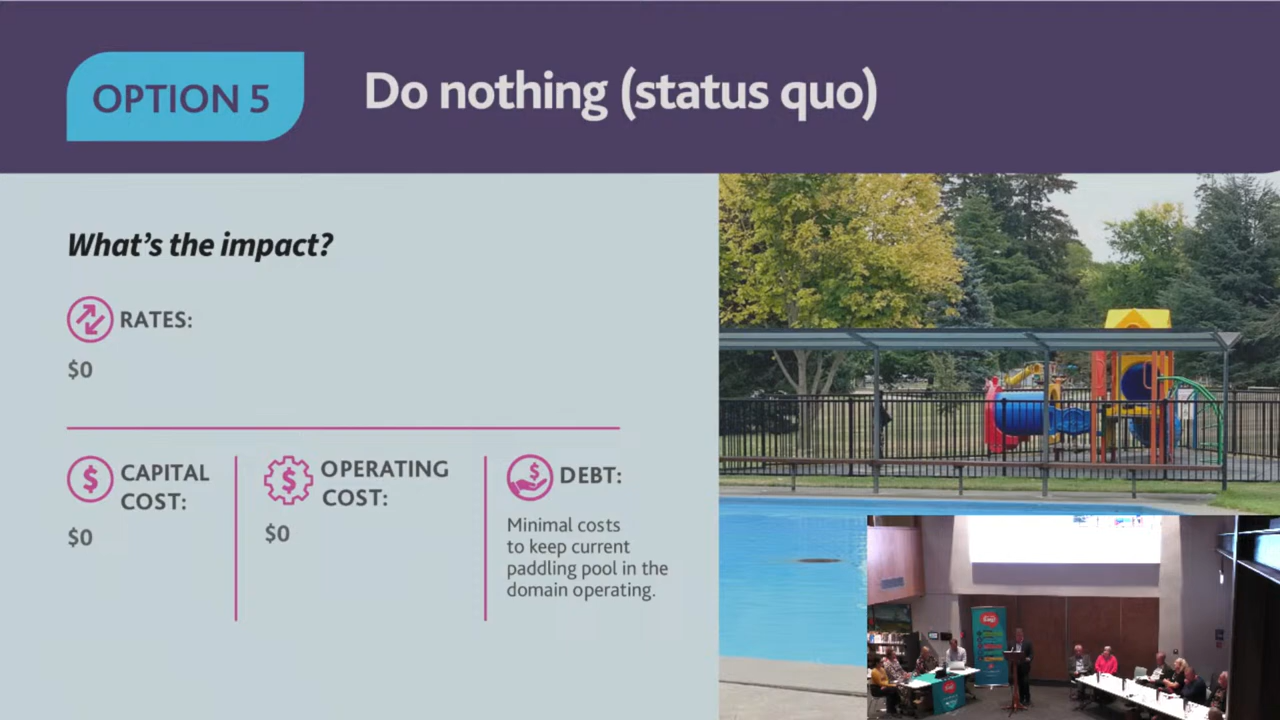 OPTION 5
Do nothing (status quo)
What's the impact?
RATES:
$0
CAPITAL
COST:
$0
OPERATING
COST:
$0
DEBT:
Minimal costs
to keep current
paddling pool in the
domain operating.